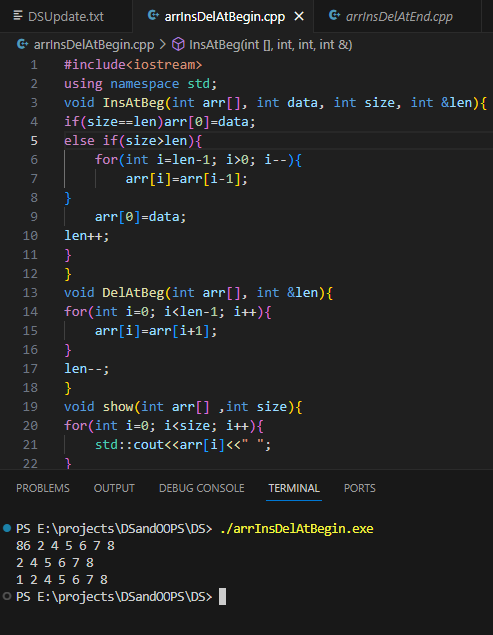 DSUpdate.txt arrInsDelAtBegin.cpp × arrInsDelAtEnd.cpp
arrInsDelAtBegin.cpp > InsAtBeg(int [], int, int, int &)
1 #include<iostream>
2 using namespace std;
3 void InsAtBeg(int arr[], int data, int size, int &len){
4 if(size==len)arr[0]=data;
5 else if(size>len){
6 for(int i=len-1; i>0; i--){
7 arr[i]=arr[i-1];
8 }
9 arr[0]=data;
10 len++;
11 }
12 }
13 void DelAtBeg(int arr[], int &len){
14 for(int i=0; i<len-1; i++){
15 arr[i]=arr[i+1];
16 }
17 len--;
18 }
19 void show(int arr[] ,int size){
20 for(int i=0; i<size; i++){
21 std::cout<<arr[i]<<" ";
22 }
PROBLEMS OUTPUT DEBUG CONSOLE TERMINAL PORTS
PS E:\projects\DSandOOPS\DS> ./arrInsDelAtBegin.exe
86 2 4 5 6 7 8
2 4 5 6 7 8
1 2 4 5 6 7 8
PS E:\projects\DSandOOPS\DS>